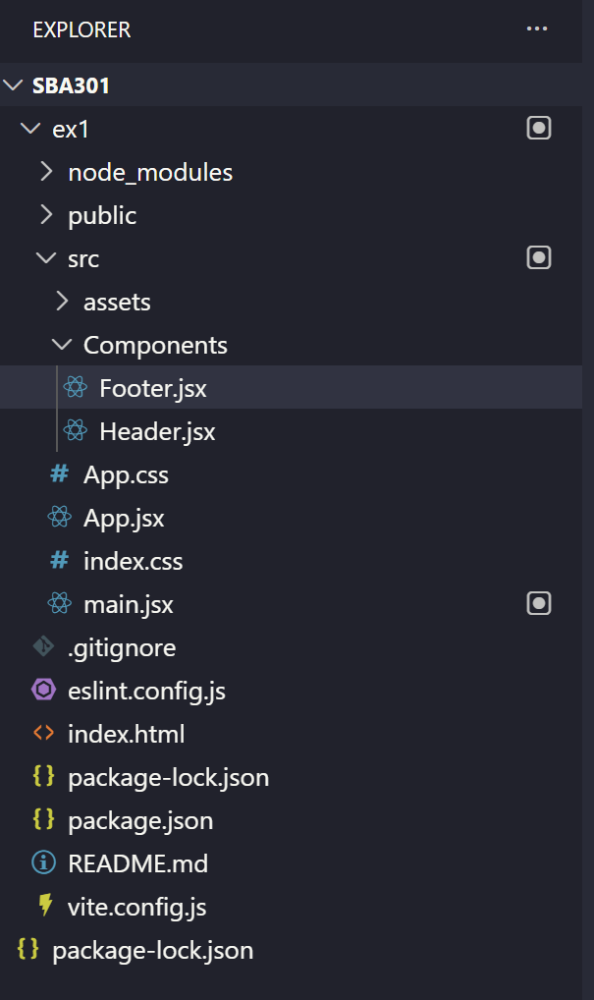 EXPLORER
SBA301
ex1
node_modules
public
src
assets
Components
Footer.jsx
Header.jsx
# App.css
App.jsx
# index.css
main.jsx
.gitignore
eslint.config.js
<> index.html
{} package-lock.json
{} package.json
README.md
vite.config.js
{} package-lock.json